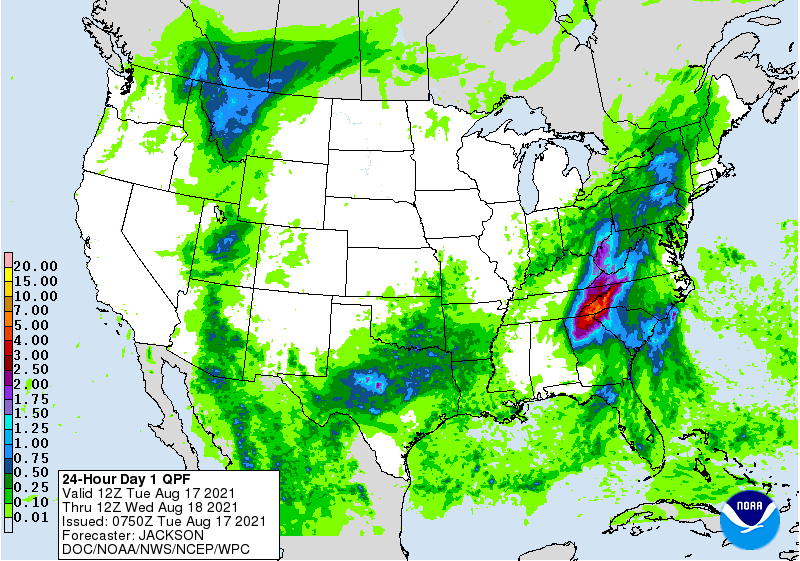 20.00
15.00
10.00
7.00
5.00
4.00
3.00
2.50
2.00
1.75
1.50
1.25
1.00
0.75
0.50
0.25
0.10
0.01
24-Hour Day 1 QPF
Valid 12Z Tue Aug 17 2021
Thru 12Z Wed Aug 18 2021
Issued: 0750Z Tue Aug 17 2021
Forecaster: JACKSON
DOC/NOAA/NWS/NCEP/WPC
NOAA